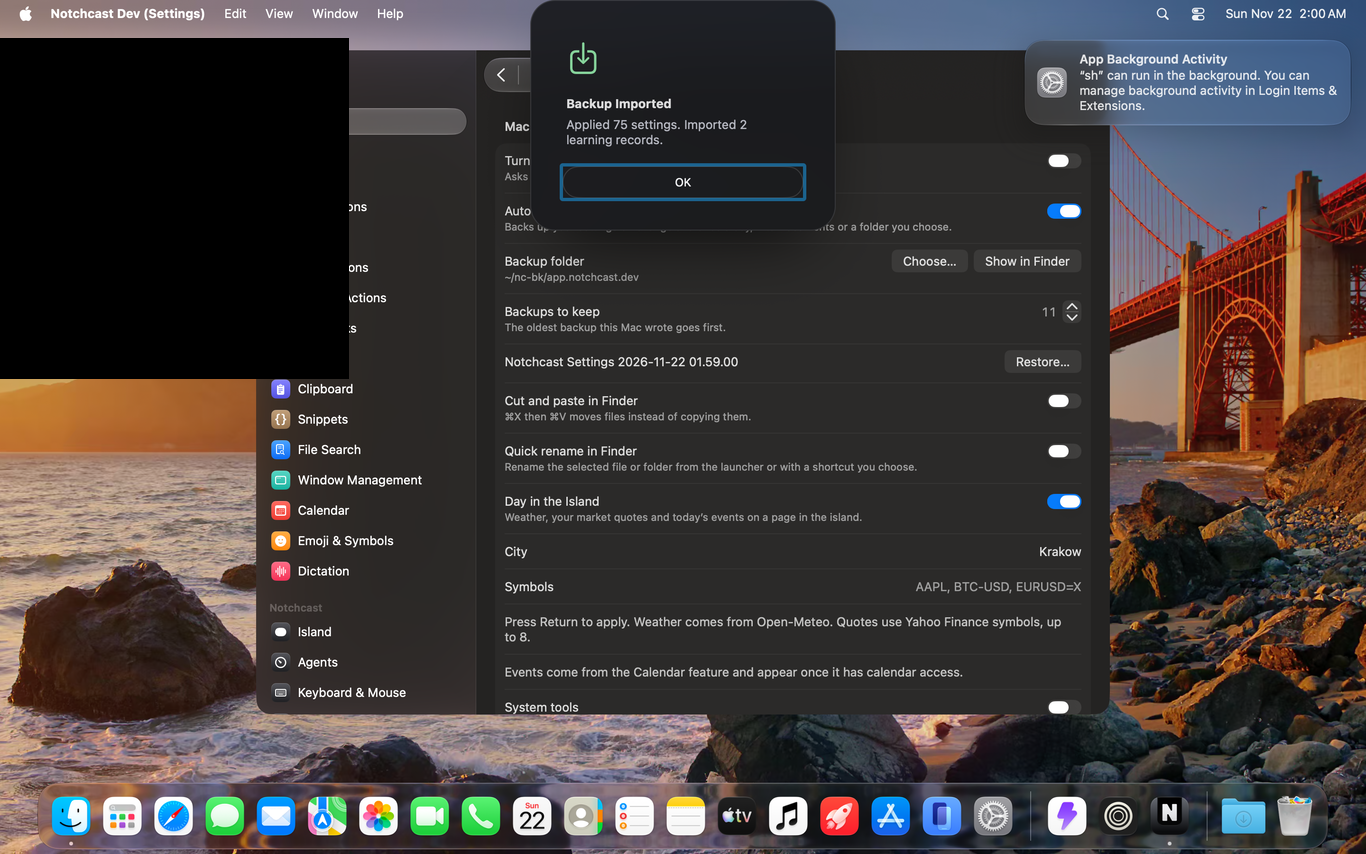 Notchcast Dev (Settings) Edit View Window Help
Sun Nov 22 2:00 AM
App Background Activity
“sh” can run in the background. You can
manage background activity in Login Items &
Extensions.
Backup Imported
Applied 75 settings. Imported 2
learning records.
OK
Mac
Turn
Asks
Auto
Backs up
or a folder you choose.
Backup folder
~/nc-bk/app.notchcast.dev
Choose...
Show in Finder
Backups to keep
The oldest backup this Mac wrote goes first.
11
Notchcast Settings 2026-11-22 01.59.00
Restore...
Cut and paste in Finder
⌘X then ⌘V moves files instead of copying them.
Quick rename in Finder
Rename the selected file or folder from the launcher or with a shortcut you choose.
Day in the Island
Weather, your market quotes and today's events on a page in the island.
City
Krakow
Symbols
AAPL, BTC-USD, EURUSD=X
Press Return to apply. Weather comes from Open-Meteo. Quotes use Yahoo Finance symbols, up
to 8.
Events come from the Calendar feature and appear once it has calendar access.
System tools
Clipboard
Snippets
File Search
Window Management
Calendar
Emoji & Symbols
Dictation
Notchcast
Island
Agents
Keyboard & Mouse
Sun
22
tv
N